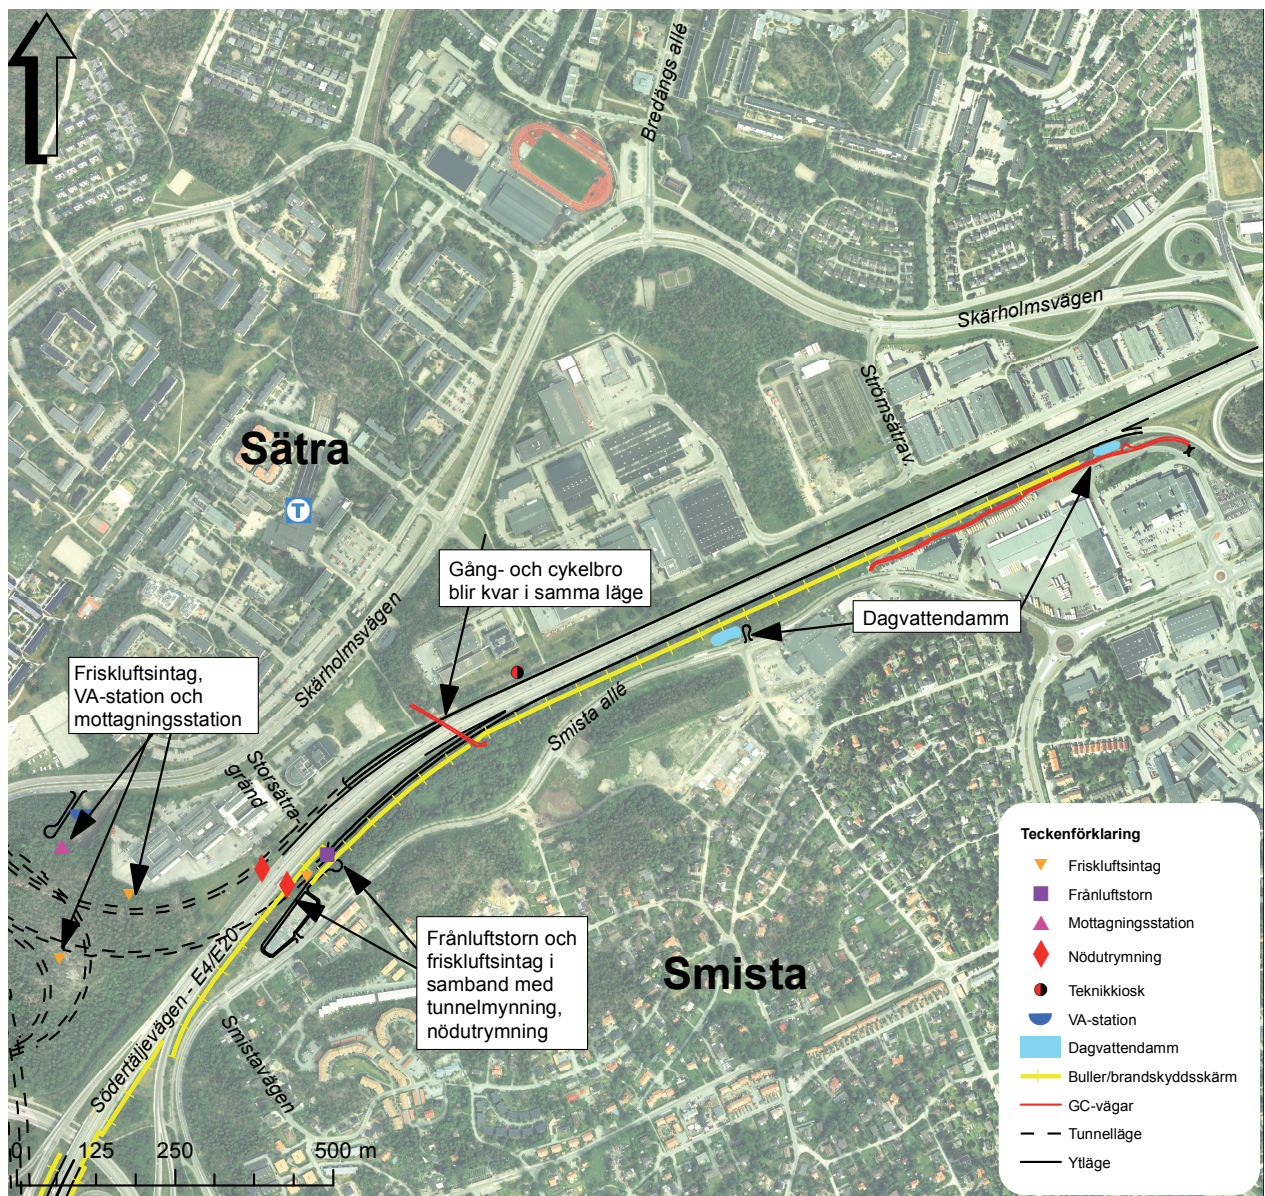 Bredängs allé
Skärholmsvägen
Strömsätrav.
Sätra
T
Gång- och cykelbro
blir kvar i samma läge
Dagvattendamm
Skärholmsvägen
Friskluftsintag,
VA-station och
mottagningsstation
Smista allé
Storsätra-
gränd
Frånluftstorn och
friskluftsintag i
samband med
tunnelmynning,
nödutrymning
Smista
Södertäljevägen - E4/E20
Smistavägen
0 125 250 500 m
Teckenförklaring
Friskluftsintag
Frånluftstorn
Mottagningsstation
Nödutrymning
Teknikkiosk
VA-station
Dagvattendamm
Buller/brandskyddsskärm
GC-vägar
Tunnelläge
Ytläge